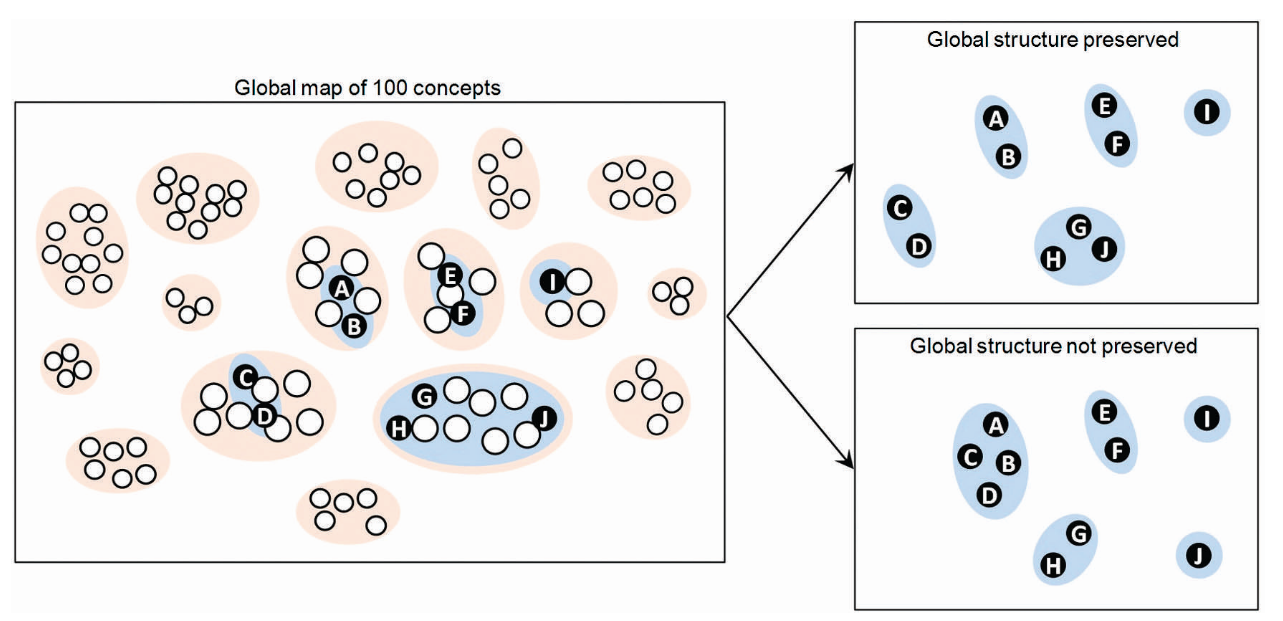 Global map of 100 concepts
A
B
E
F
I
C
D
G
H
J
Global structure preserved
A
B
E
F
I
C
D
G
H
J
Global structure not preserved
A
C
B
D
E
F
I
G
H
J